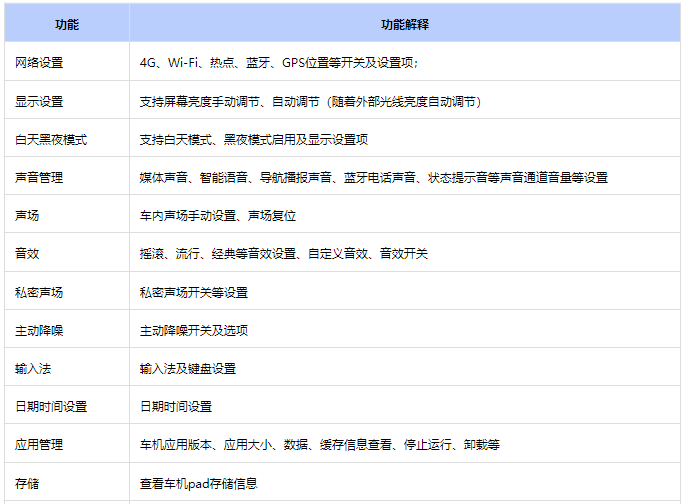 功能 功能解释
网络设置 4G、Wi-Fi、热点、蓝牙、GPS位置等开关及设置项；
显示设置 支持屏幕亮度手动调节、自动调节（随着外部光线亮度自动调节）
白天黑夜模式 支持白天模式、黑夜模式启用及显示设置项
声音管理 媒体声音、智能语音、导航播报声音、蓝牙电话声音、状态提示音等声音通道音量等设置
声场 车内声场手动设置、声场复位
音效 摇滚、流行、经典等音效设置、自定义音效、音效开关
私密声场 私密声场开关等设置
主动降噪 主动降噪开关及选项
输入法 输入法及键盘设置
日期时间设置 日期时间设置
应用管理 车机应用版本、应用大小、数据、缓存信息查看、停止运行、卸载等
存储 查看车机pad存储信息